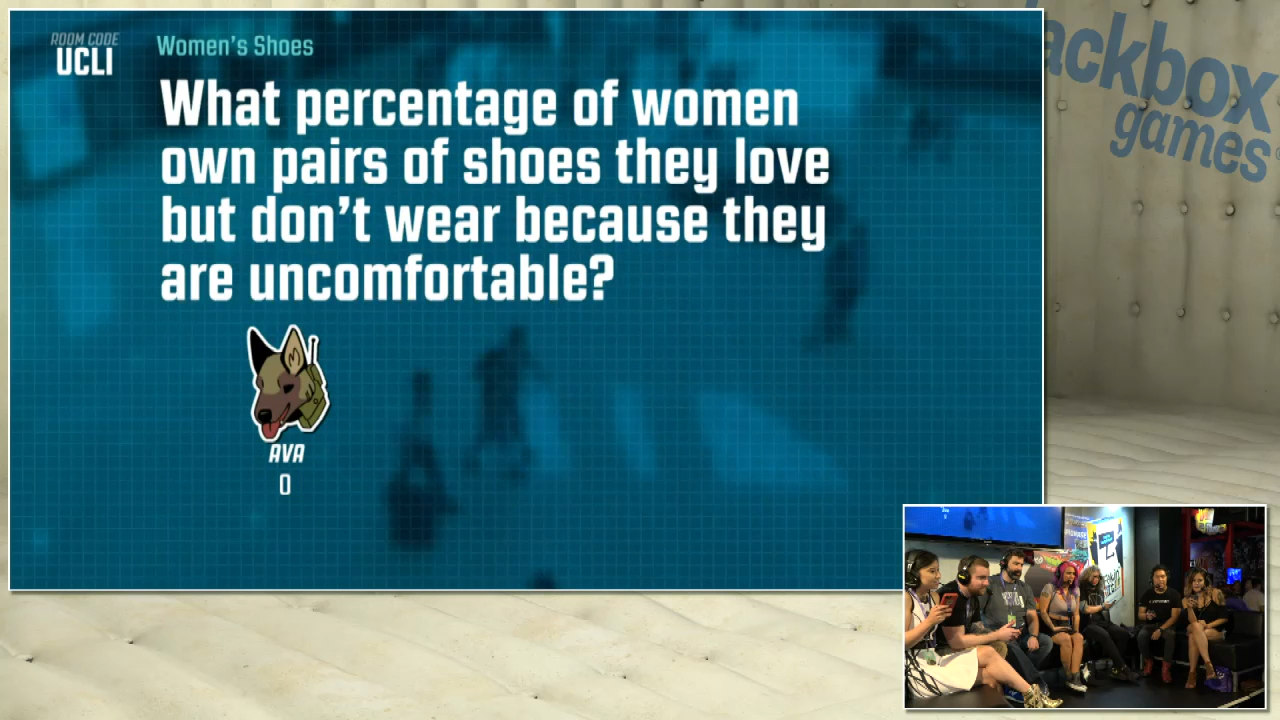 ROOM CODE
UCLI
Women's Shoes
What percentage of women
own pairs of shoes they love
but don't wear because they
are uncomfortable?
AVA
0
ackbox
games